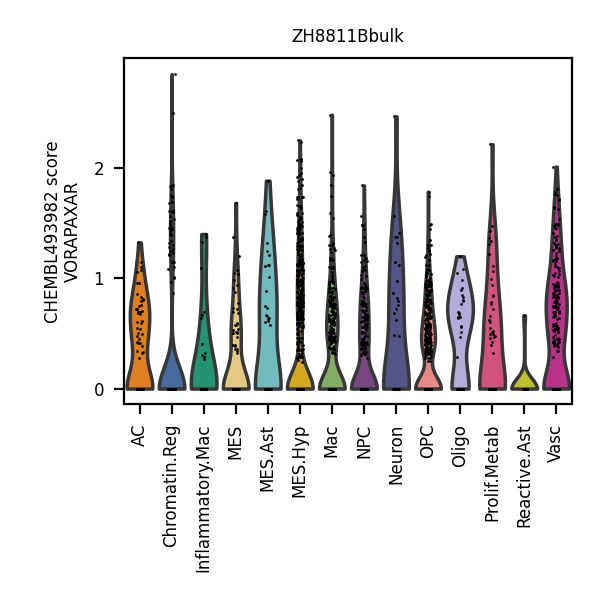 ZH8811Bbulk
CHEMBL493982 score
VORAPAXAR
2
1
0
AC
Chromatin.Reg
Inflammatory.Mac
MES
MES.Ast
MES.Hyp
Mac
NPC
Neuron
OPC
Oligo
Prolif.Metab
Reactive.Ast
Vasc